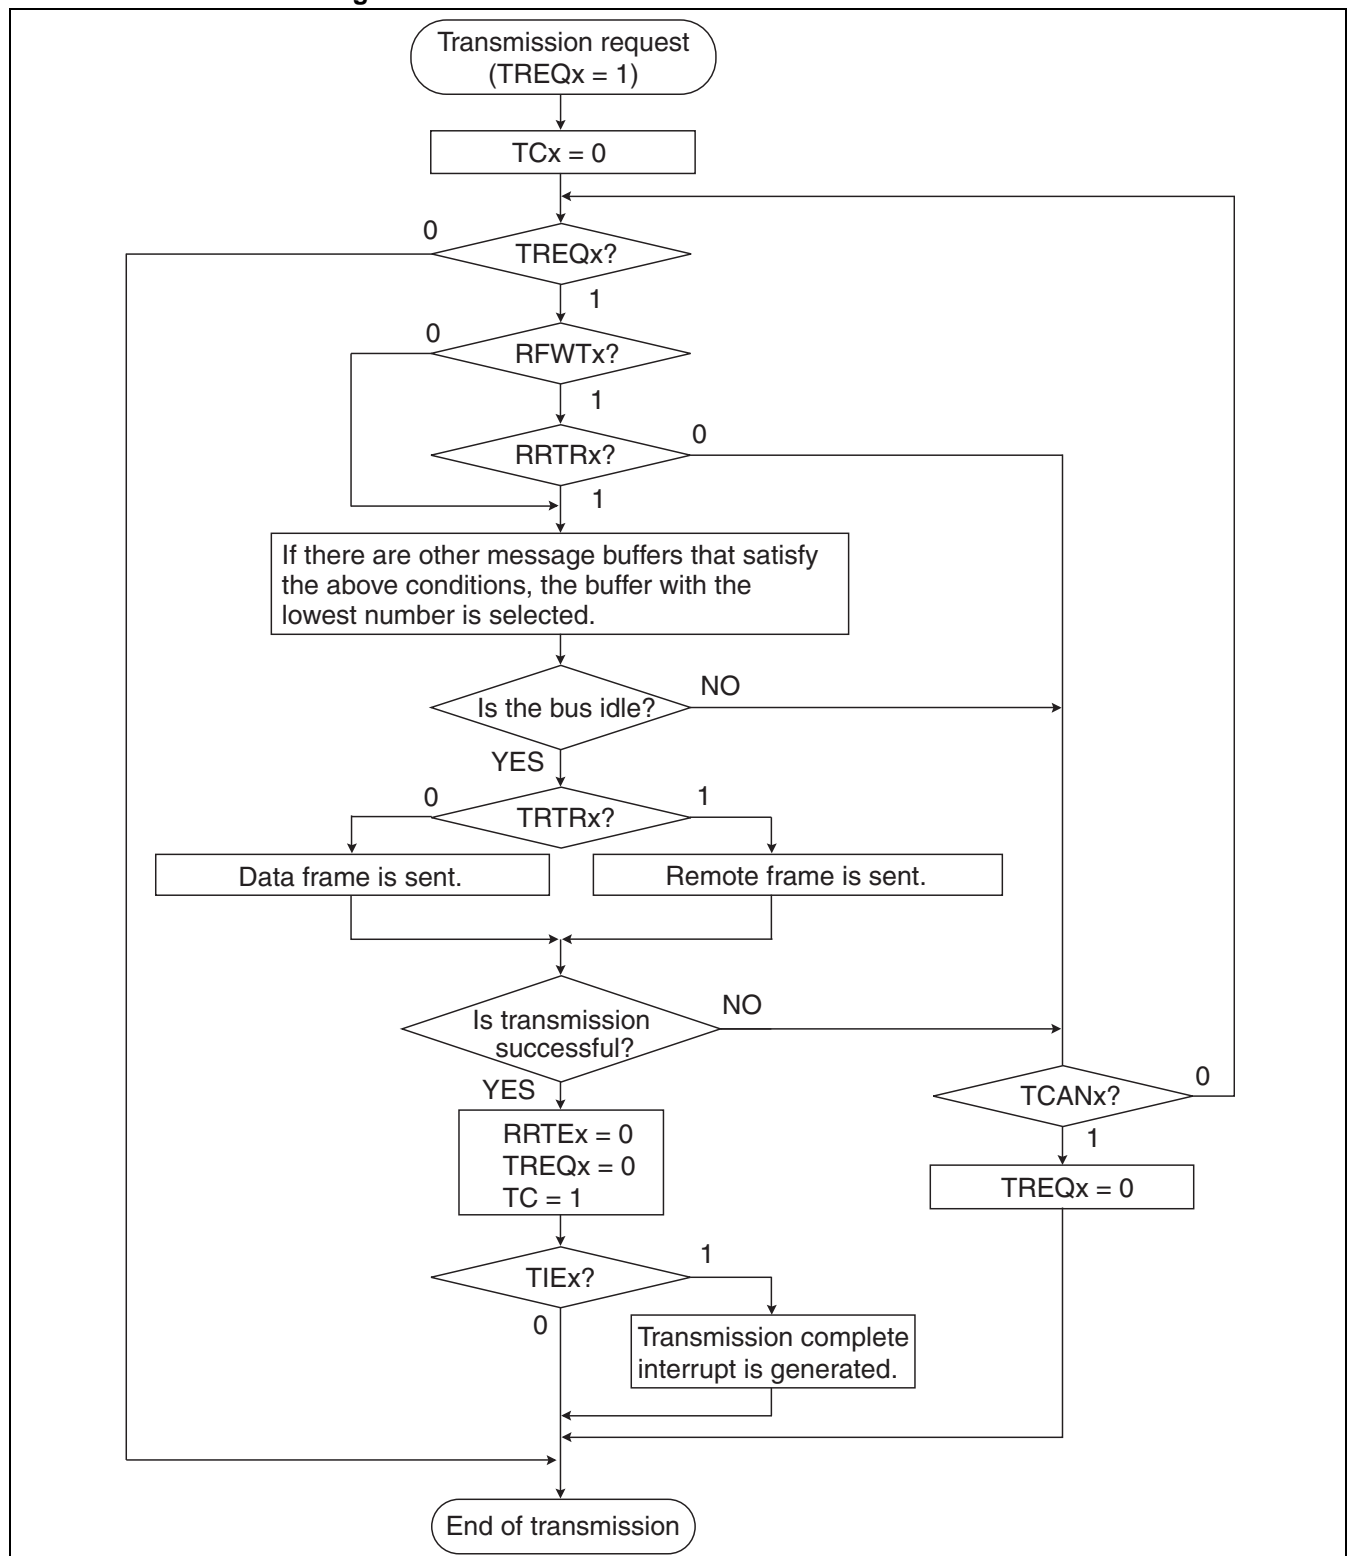 Transmission request
(TREQx = 1)
TCx = 0
0
TREQx?
1
0
RFWTx?
1
RRTRx?
0
1
If there are other message buffers that satisfy
the above conditions, the buffer with the
lowest number is selected.
Is the bus idle?
NO
YES
0
TRTRx?
1
Data frame is sent.
Remote frame is sent.
Is transmission
successful?
NO
YES
TCANx?
0
1
RRTEx = 0
TREQx = 0
TC = 1
TREQx = 0
TIEx?
1
0
Transmission complete
interrupt is generated.
End of transmission